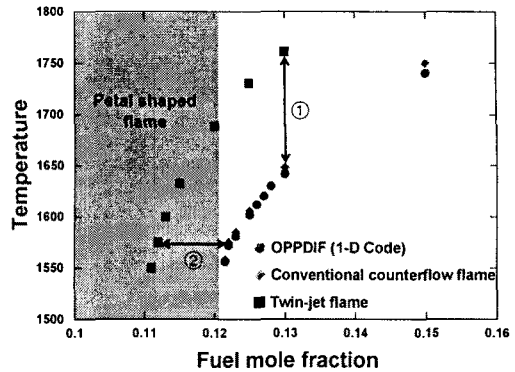 1800
1750
1700
1650
1600
1550
1500
Temperature
Petal shaped
flame
①
②
OPPDIF (1-D Code)
Conventional counterflow flame
Twin-jet flame
0.1 0.11 0.12 0.13 0.14 0.15 0.16
Fuel mole fraction